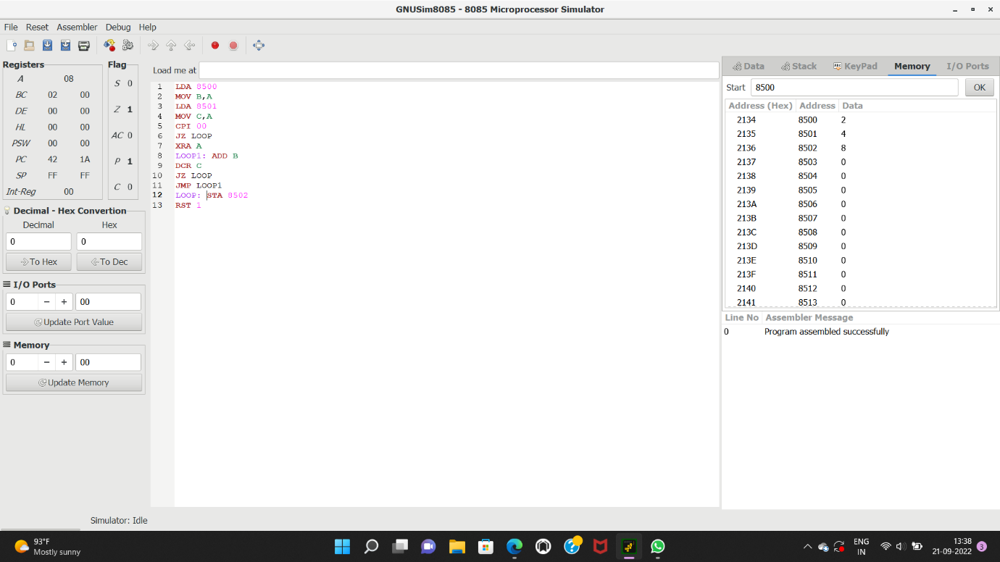 GNUSim8085 - 8085 Microprocessor Simulator
File Reset Assembler Debug Help
Registers
A 08
BC 02 00
DE 00 00
HL 00 00
PSW 00 00
PC 42 1A
SP FF FF
Int-Reg 00
Flag
S 0
Z 1
AC 0
P 1
C 0
Decimal - Hex Convertion
Decimal Hex
0 0
To Hex To Dec
I/O Ports
0 − + 00
Update Port Value
Memory
0 − + 00
Update Memory
Load me at
1 LDA 8500
2 MOV B,A
3 LDA 8501
4 MOV C,A
5 CPI 00
6 JZ LOOP
7 XRA A
8 LOOP1: ADD B
9 DCR C
10 JZ LOOP
11 JMP LOOP1
12 LOOP: STA 8502
13 RST 1
Data Stack KeyPad Memory I/O Ports
Start 8500 OK
Address (Hex) Address Data
2134 8500 2
2135 8501 4
2136 8502 8
2137 8503 0
2138 8504 0
2139 8505 0
213A 8506 0
213B 8507 0
213C 8508 0
213D 8509 0
213E 8510 0
213F 8511 0
2140 8512 0
2141 8513 0
Line No Assembler Message
0 Program assembled successfully
Simulator: Idle
93°F
Mostly sunny
ENG
IN
13:38
21-09-2022
3